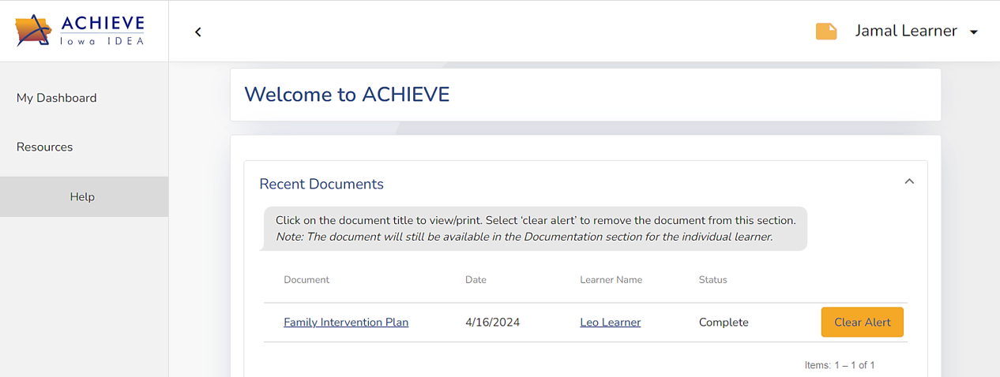 ACHIEVE
Iowa IDEA
Jamal Learner
My Dashboard
Resources
Help
Welcome to ACHIEVE
Recent Documents
Click on the document title to view/print. Select ‘clear alert’ to remove the document from this section.
Note: The document will still be available in the Documentation section for the individual learner.
Document Date Learner Name Status
Family Intervention Plan 4/16/2024 Leo Learner Complete Clear Alert
Items: 1 – 1 of 1